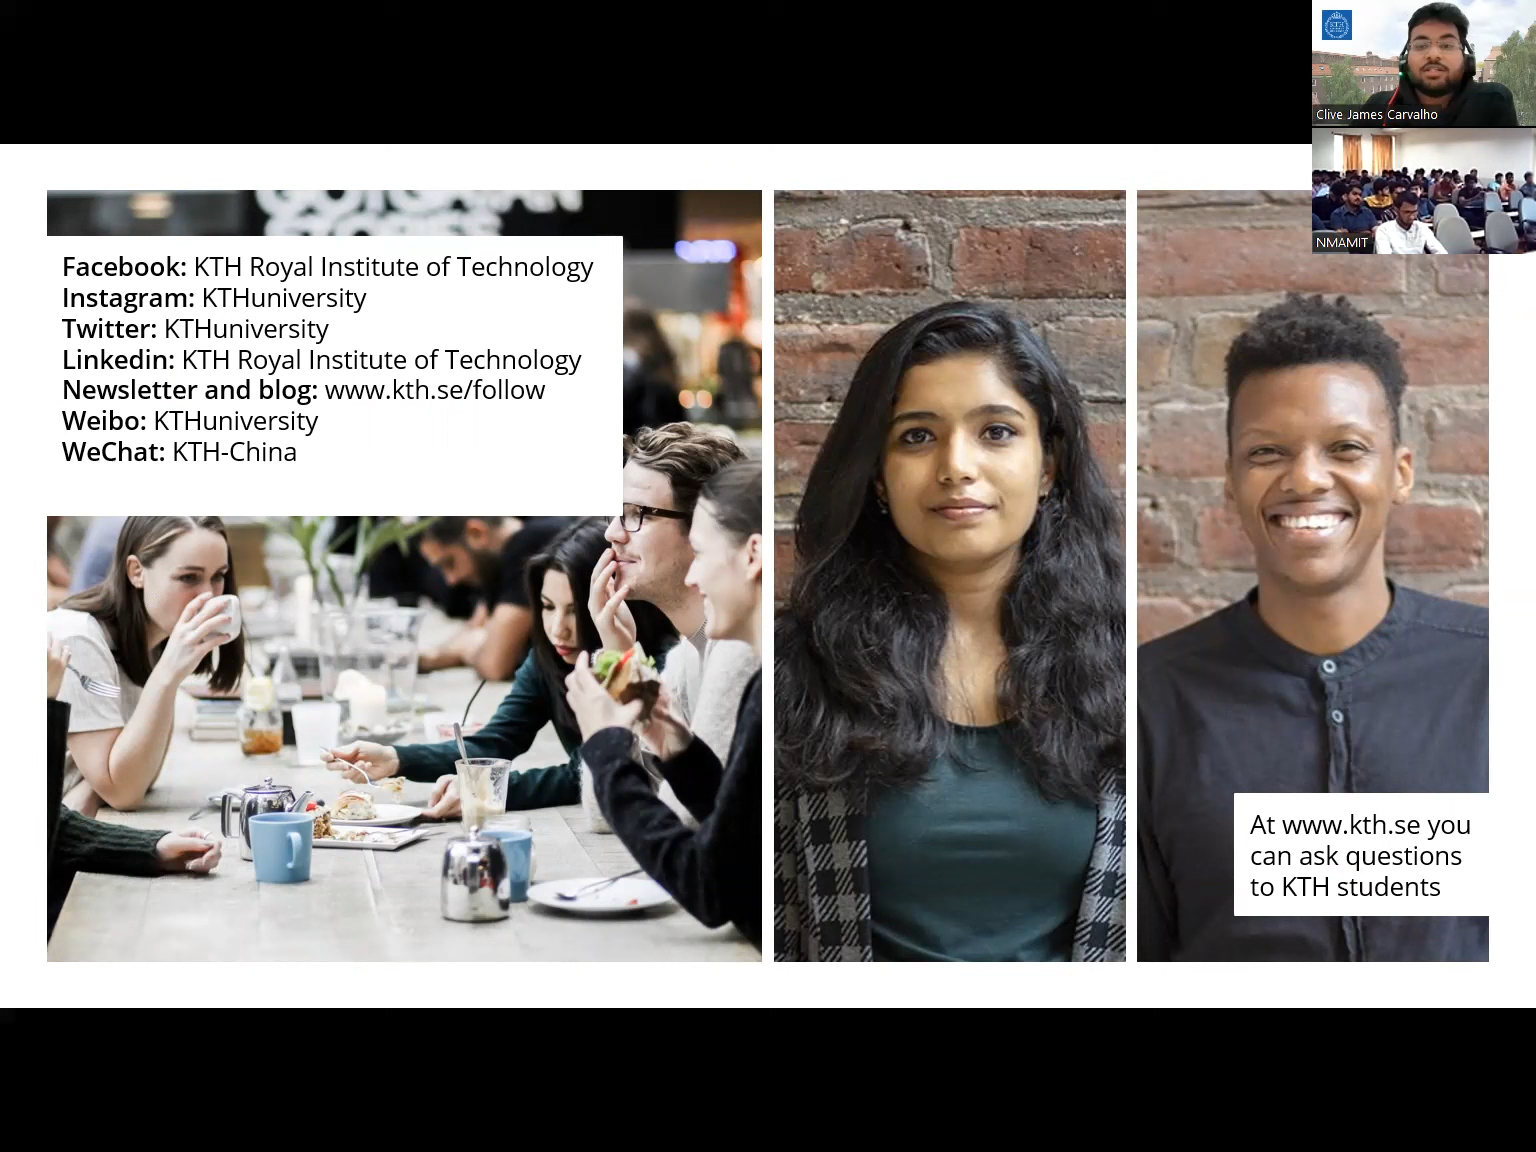 Facebook: KTH Royal Institute of Technology
Instagram: KTHuniversity
Twitter: KTHuniversity
Linkedin: KTH Royal Institute of Technology
Newsletter and blog: www.kth.se/follow
Weibo: KTHuniversity
WeChat: KTH-China
At www.kth.se you
can ask questions
to KTH students
KTH
Clive James Carvalho
NMAMIT